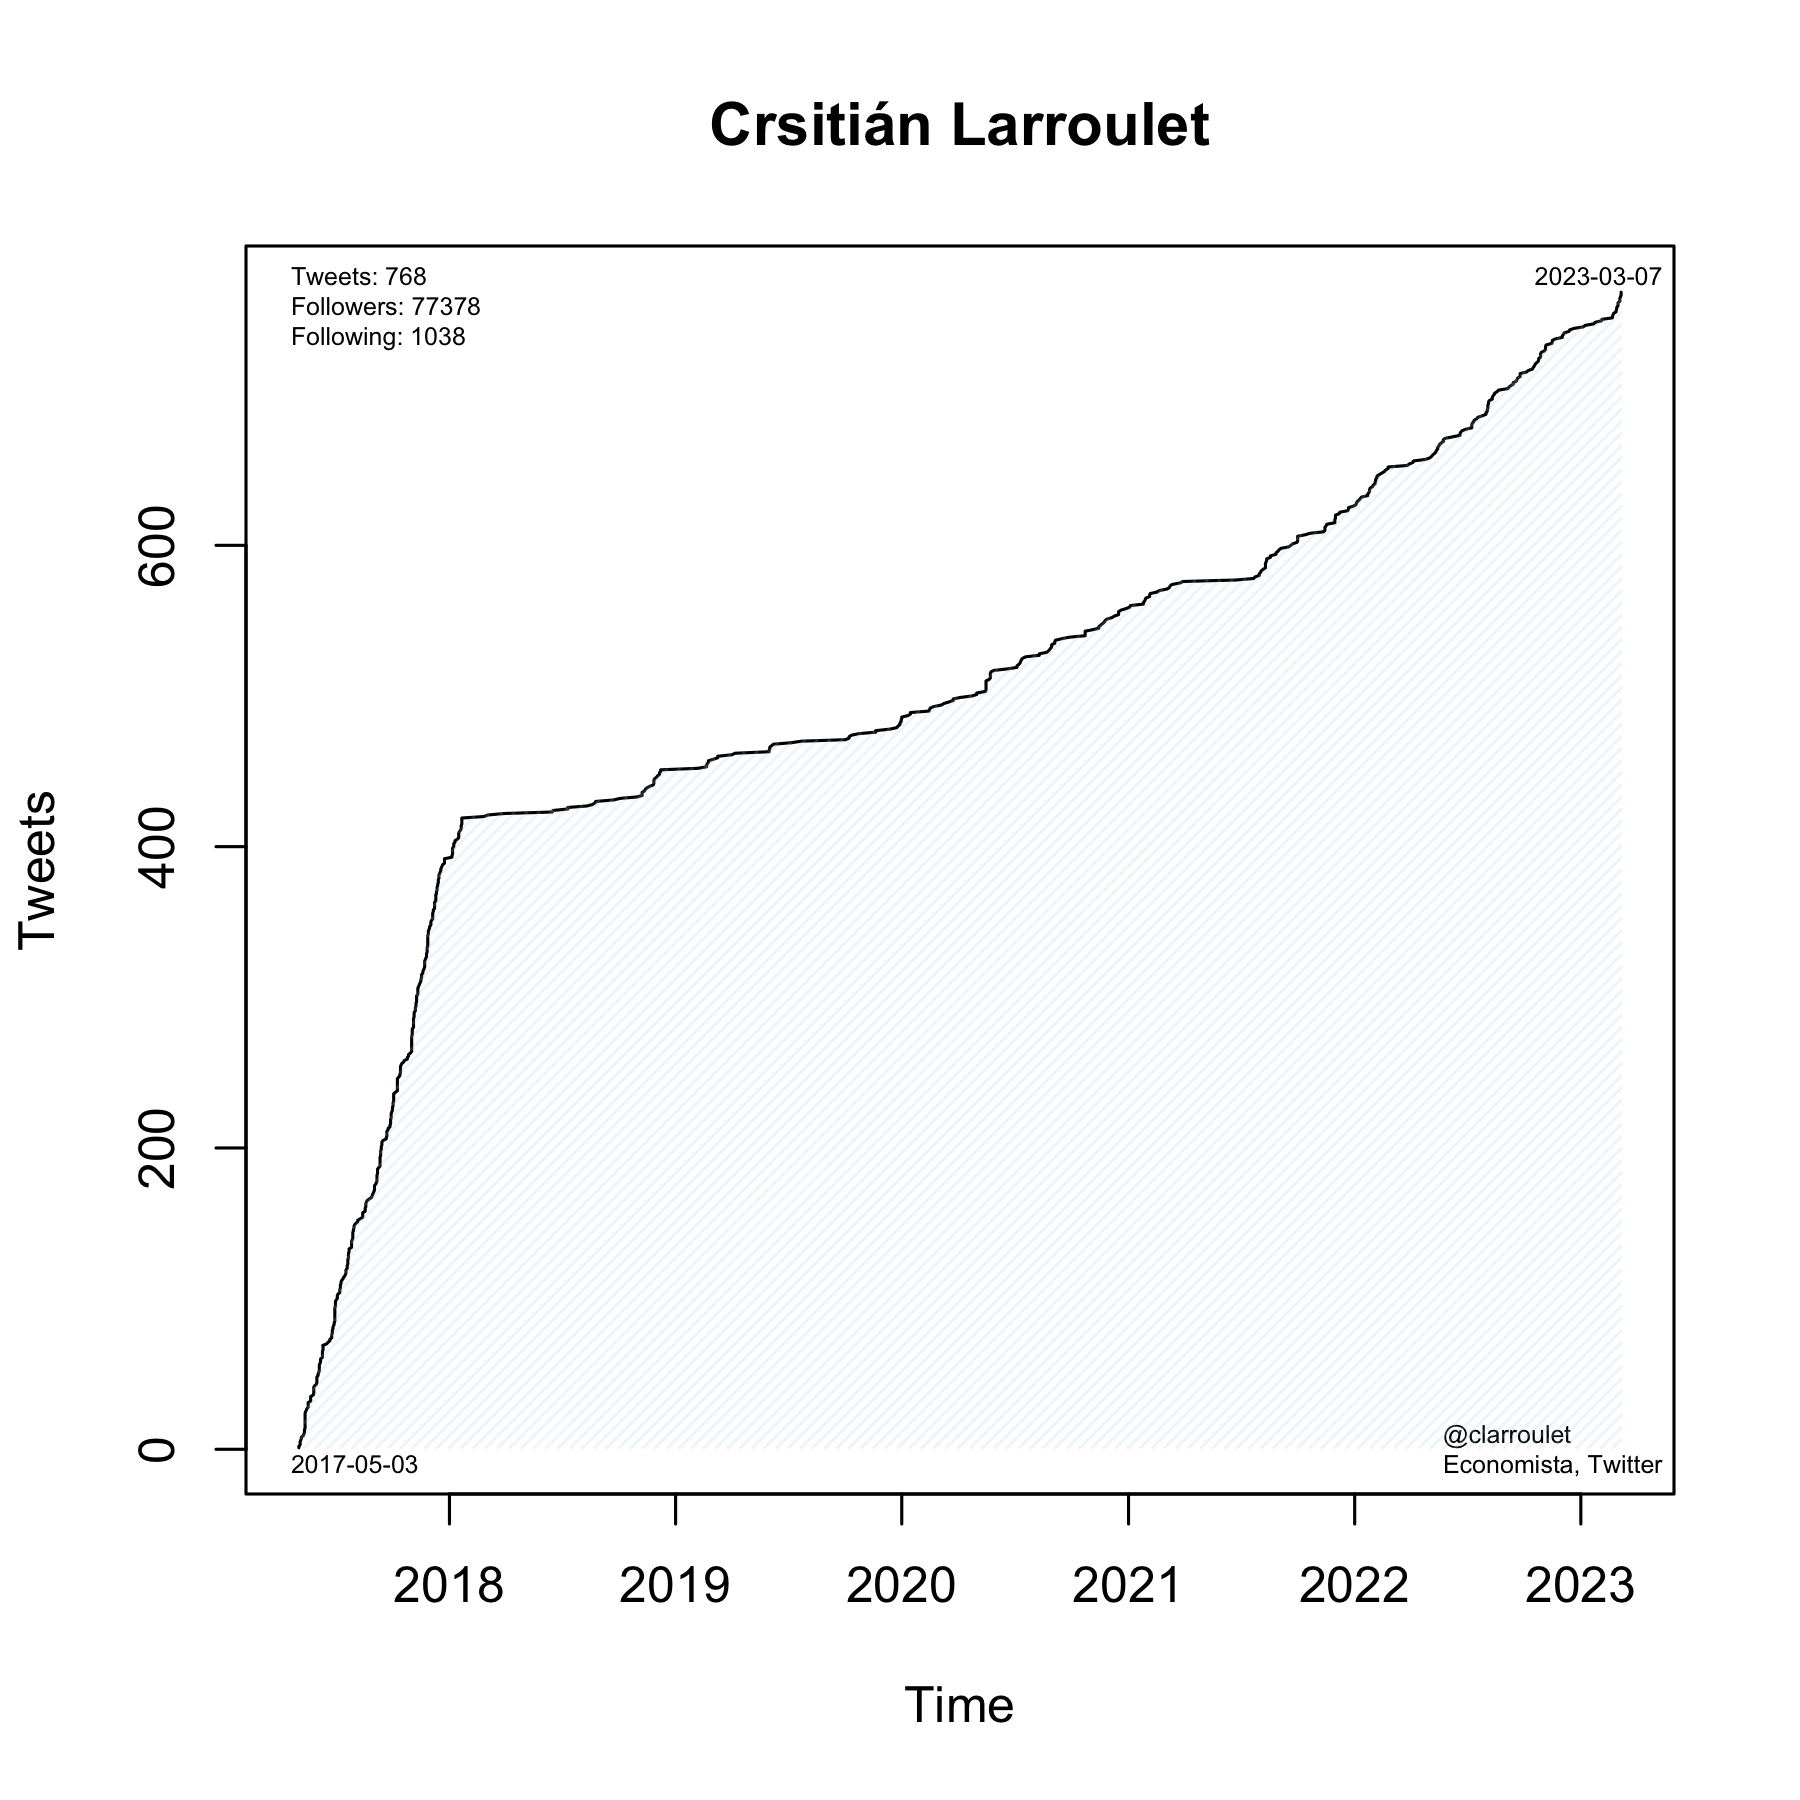 Crsitián Larroulet
Tweets: 768
Followers: 77378
Following: 1038
2023-03-07
Tweets
600
400
200
0
2017-05-03
@clarroulet
Economista, Twitter
2018 2019 2020 2021 2022 2023
Time